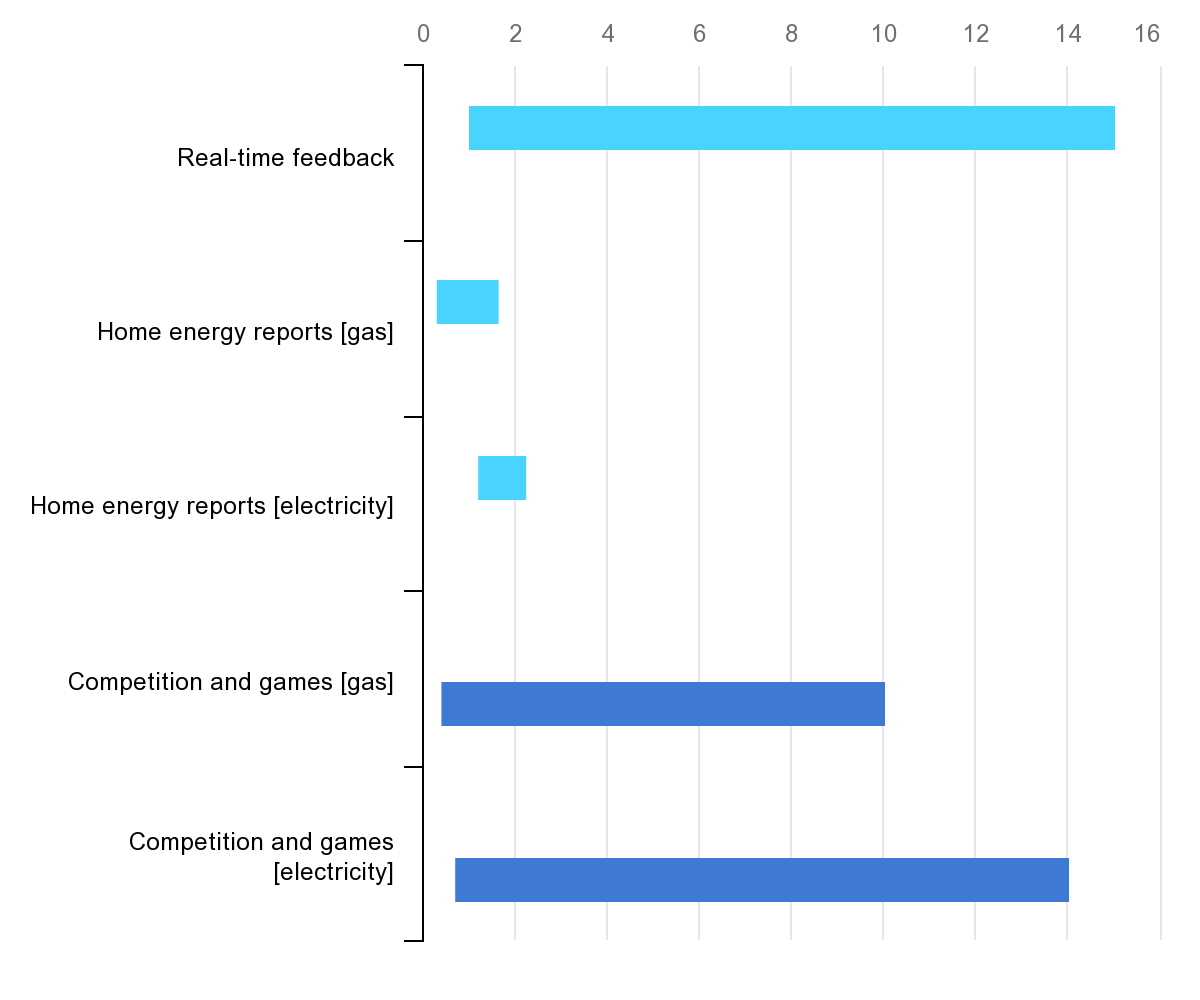 0 2 4 6 8 10 12 14 16
Real-time feedback
Home energy reports [gas]
Home energy reports [electricity]
Competition and games [gas]
Competition and games
[electricity]